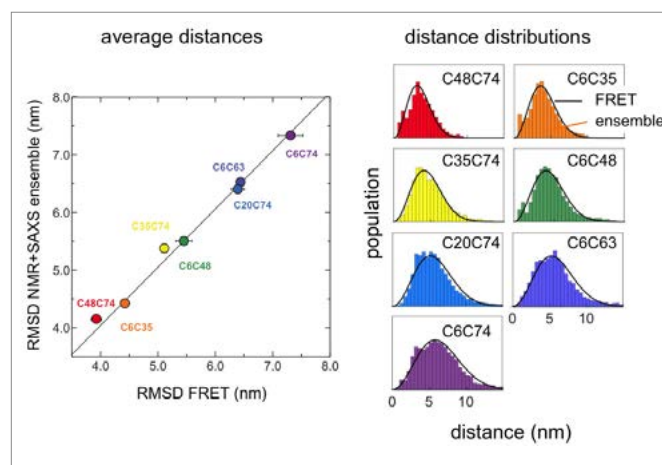 average distances
distance distributions
RMSD NMR+SAXS ensemble (nm)
8.0
7.0
6.0
5.0
4.0
C6C74
C6C63
C20C74
C35C74
C6C48
C48C74
C6C35
4.0 5.0 6.0 7.0 8.0
RMSD FRET (nm)
population
C48C74
C6C35
FRET
ensemble
C35C74
C6C48
C20C74
C6C63
0 5 10
C6C74
0 5 10
distance (nm)